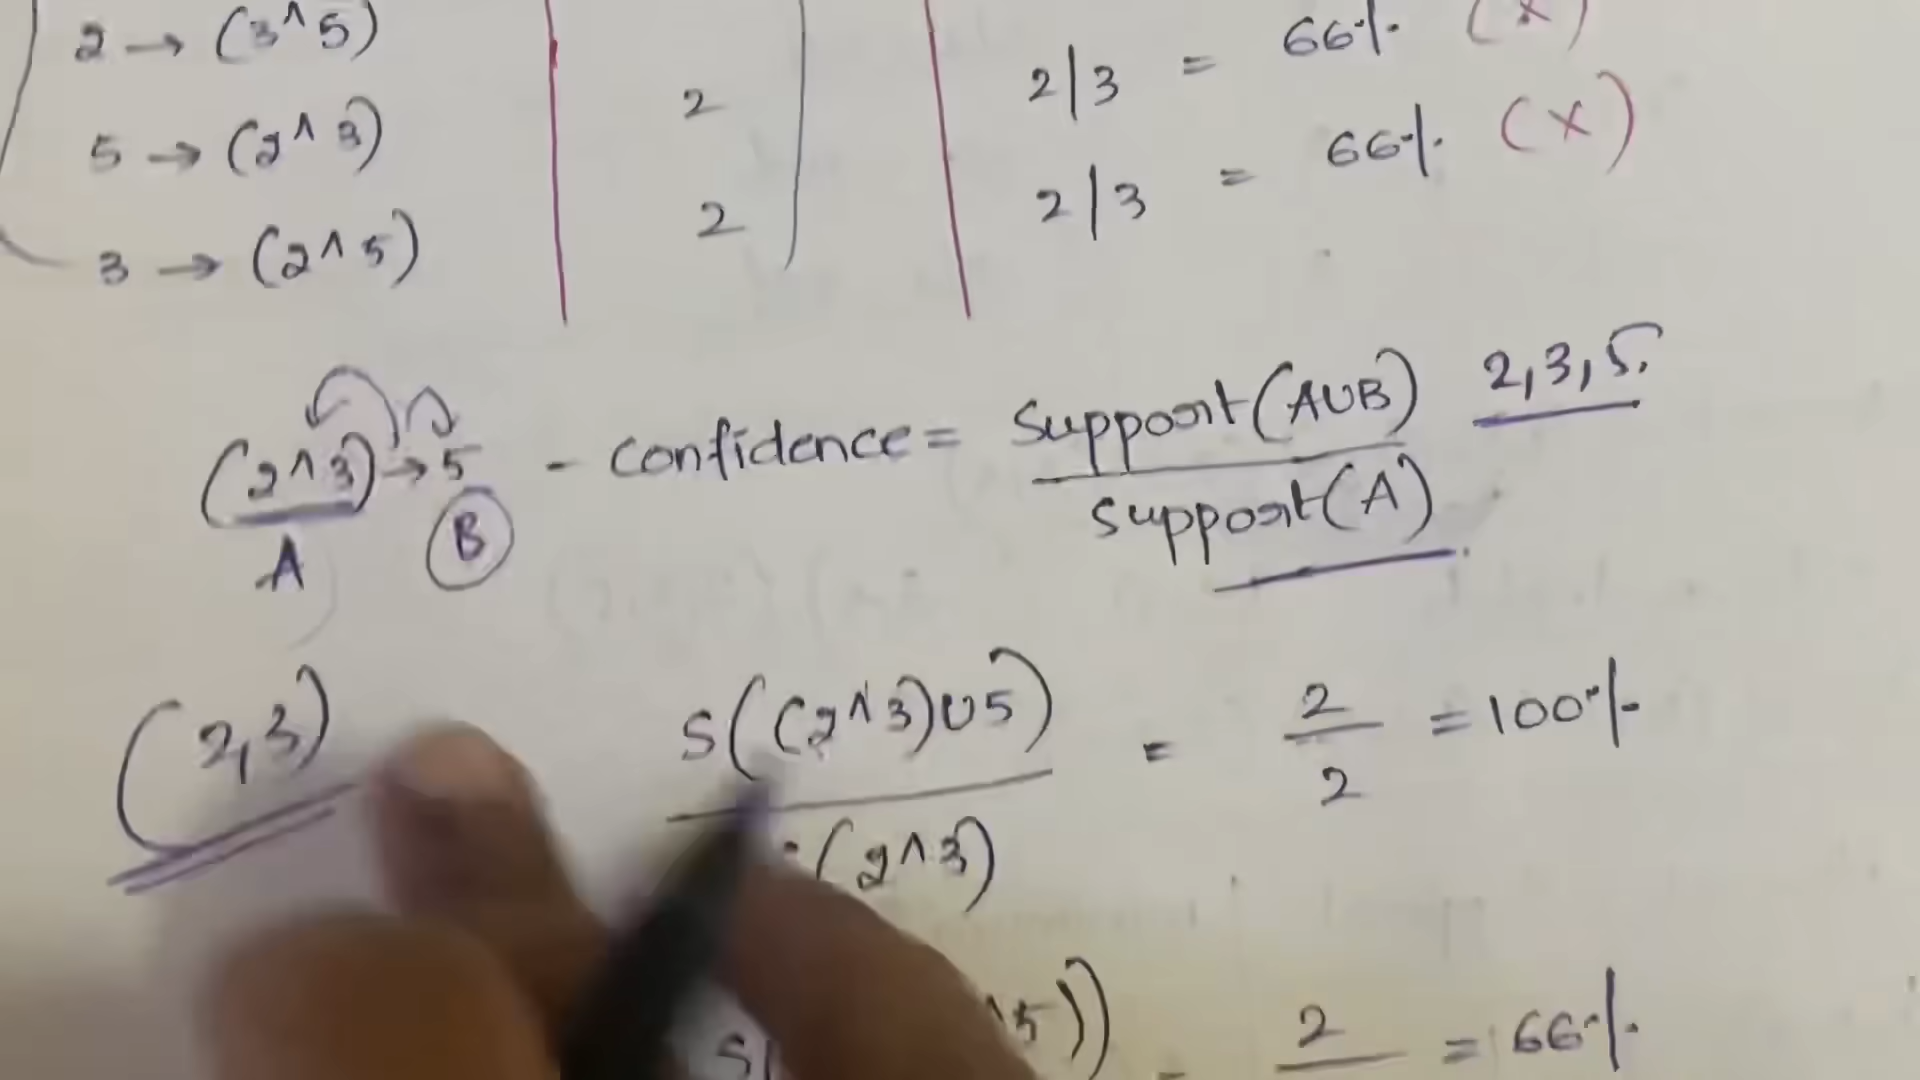 2 → (3^5)
66% (x)
5 → (2^3) 2 2/3 = 66% (x)
3 → (2^5) 2 2/3 =
(2^3)→5 - confidence = Support(AUB) 2,3,5.
Support(A)
A B
(2,3) S((2^3)U5) = 2 = 100%
(2^3) 2
S( ^5)) 2 = 66%